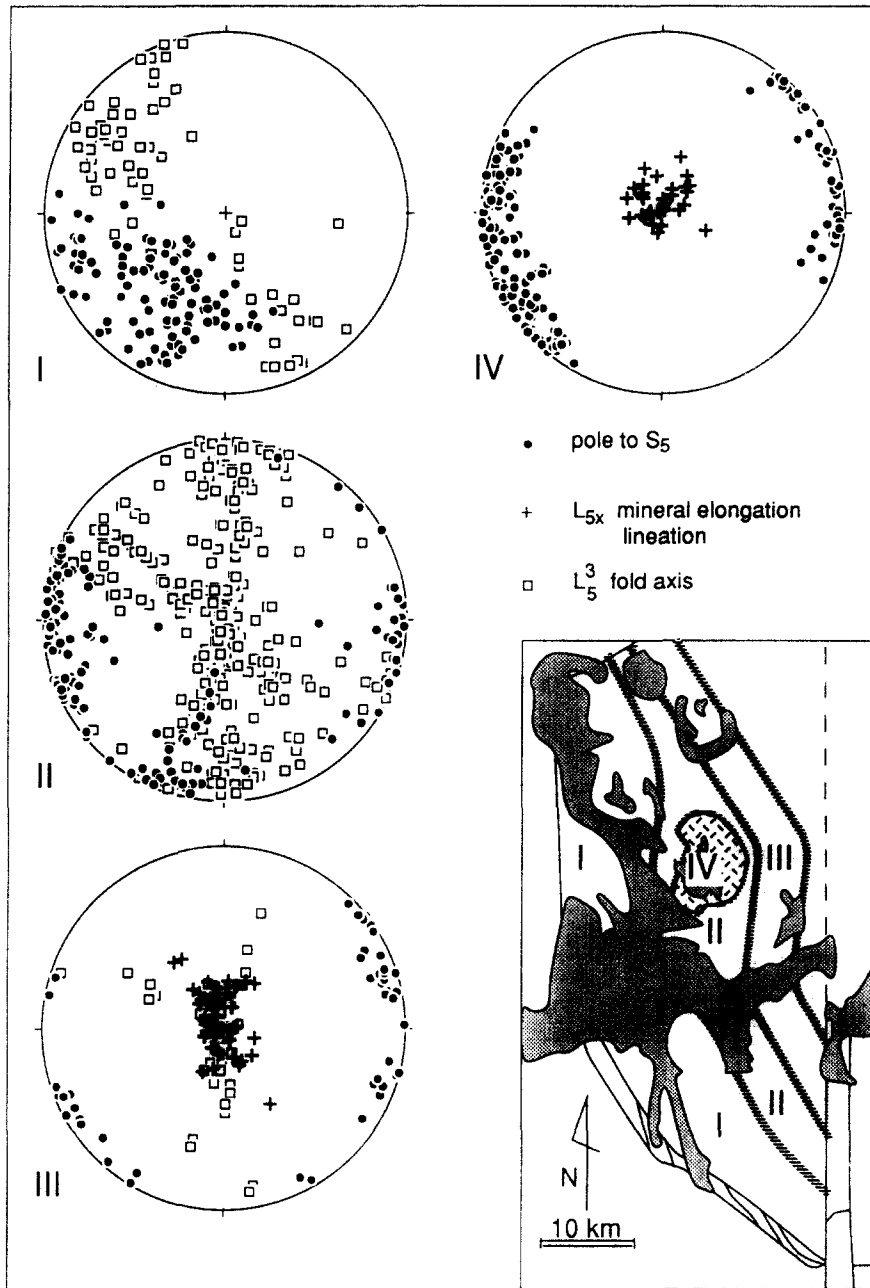 I
IV
pole to S5
L5x mineral elongation
lineation
L35 fold axis
II
III
I
IV
III
II
II
I
N
10 km